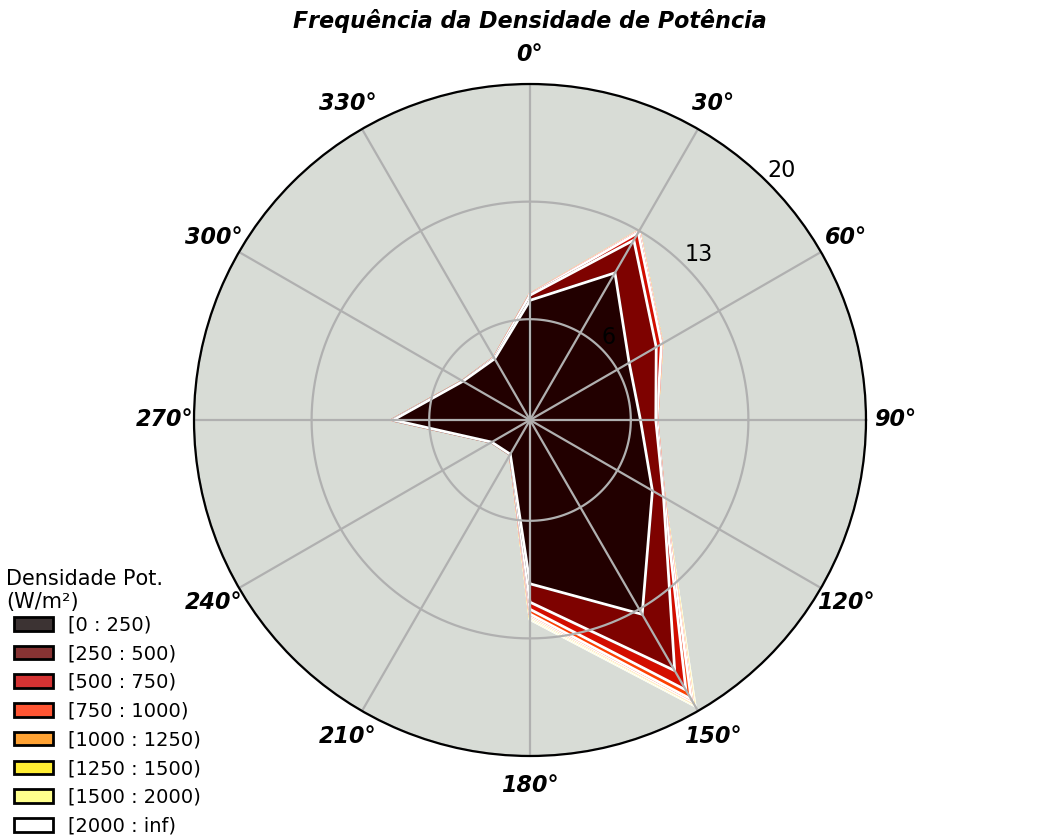 Frequência da Densidade de Potência
0°
330°
30°
20
300°
60°
13
6
270°
90°
Densidade Pot.
(W/m²)
240°
120°
[0 : 250)
[250 : 500)
[500 : 750)
[750 : 1000)
210°
150°
[1000 : 1250)
[1250 : 1500)
180°
[1500 : 2000)
[2000 : inf)